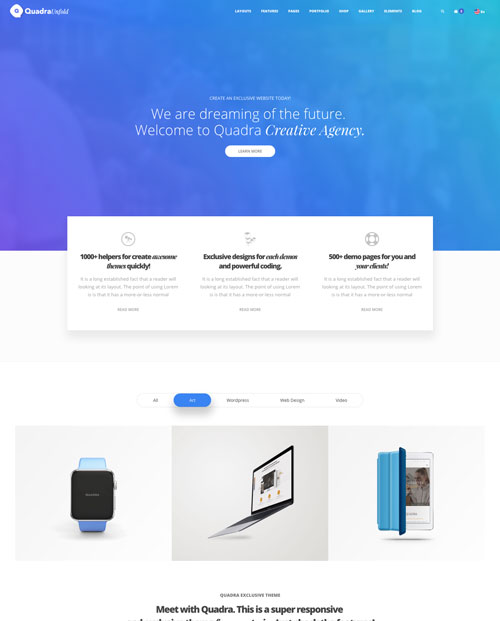 QuadraUnfold
LAYOUTS FEATURES PAGES PORTFOLIO SHOP GALLERY ELEMENTS BLOG
CREATE AN EXCLUSIVE WEBSITE TODAY!
We are dreaming of the future.
Welcome to Quadra Creative Agency.
LEARN MORE
1000+ helpers for create awesome
themes quickly!
It is a long established fact that a reader will
looking at its layout. The point of using Lorem
is is that it has a more-or-less normal
READ MORE
Exclusive designs for each demos
and powerful coding.
It is a long established fact that a reader will
looking at its layout. The point of using Lorem
is is that it has a more-or-less normal
READ MORE
500+ demo pages for you and
your clients!
It is a long established fact that a reader will
looking at its layout. The point of using Lorem
is is that it has a more-or-less normal
READ MORE
All Art Wordpress Web Design Video
QUADRA EXCLUSIVE THEME
Meet with Quadra. This is a super responsive